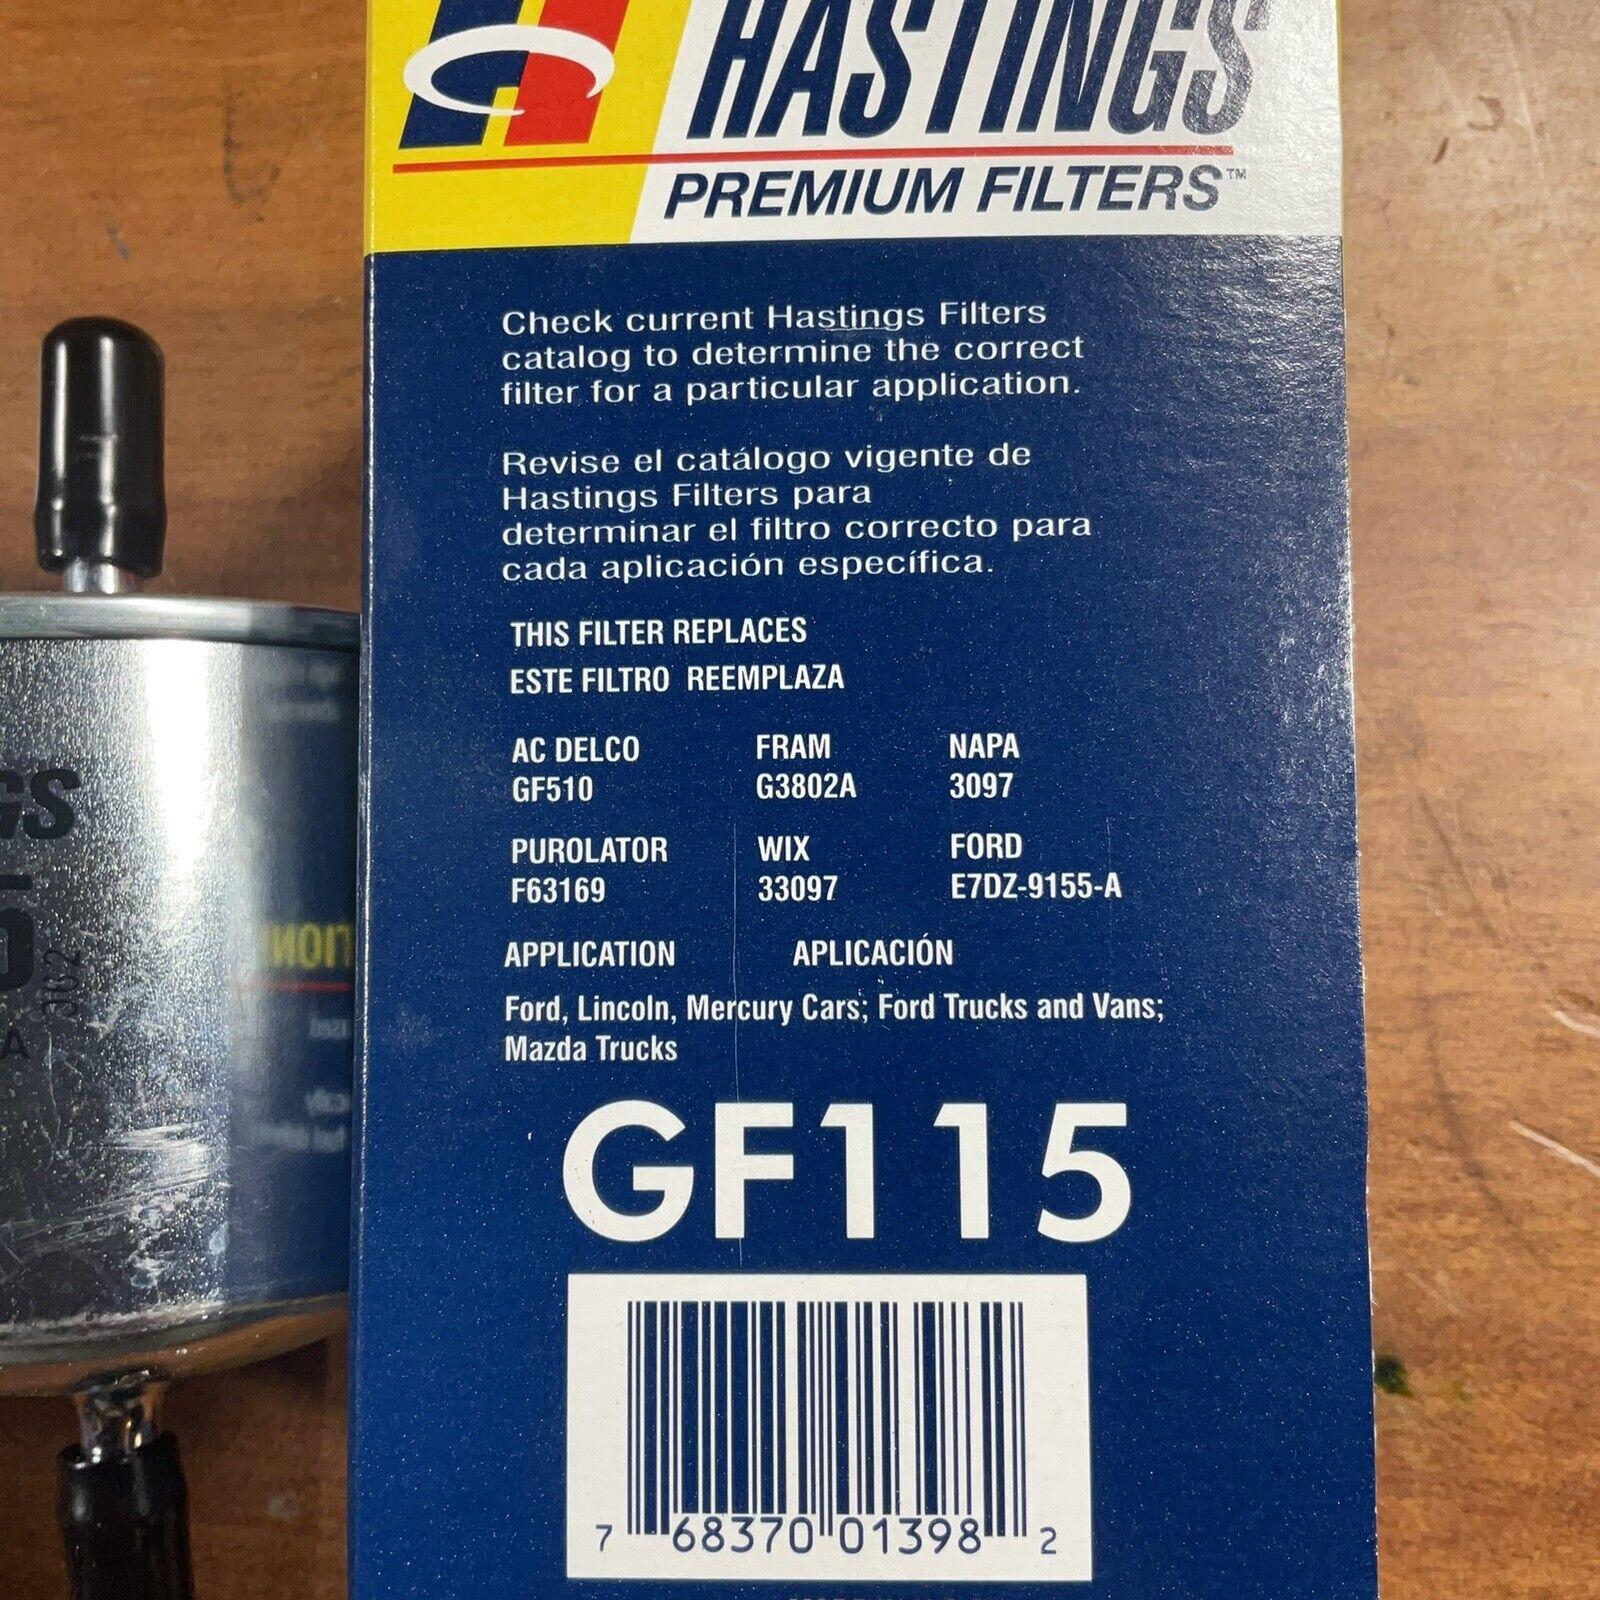 HASTINGS
PREMIUM FILTERS™
Check current Hastings Filters
catalog to determine the correct
filter for a particular application.
Revise el catálogo vigente de
Hastings Filters para
determinar el filtro correcto para
cada aplicación específica.
THIS FILTER REPLACES
ESTE FILTRO REEMPLAZA
AC DELCO FRAM NAPA
GF510 G3802A 3097
PUROLATOR WIX FORD
F63169 33097 E7DZ-9155-A
APPLICATION APLICACIÓN
Ford, Lincoln, Mercury Cars; Ford Trucks and Vans;
Mazda Trucks
GF115
7 68370 01398 2
GS
5
A